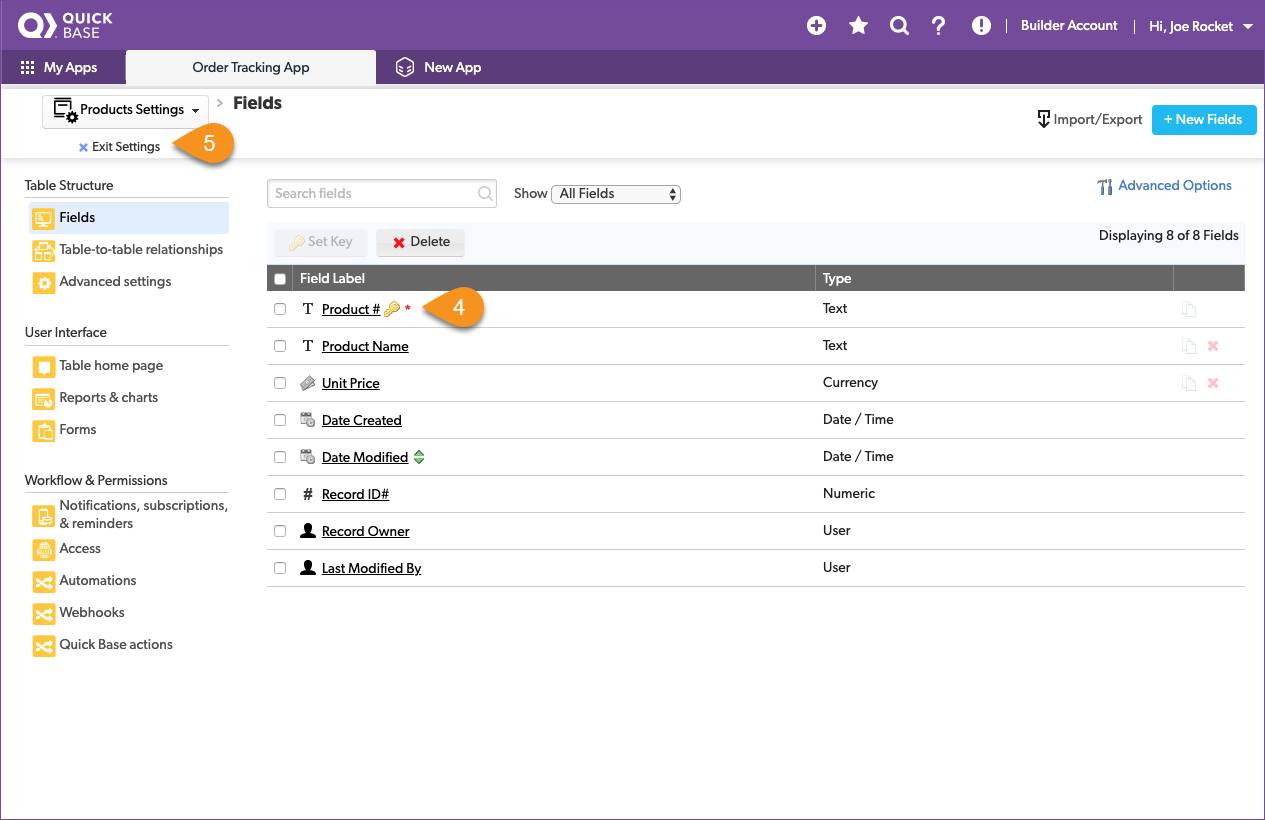 QUICK
BASE
Builder Account
Hi, Joe Rocket
My Apps
Order Tracking App
New App
Products Settings
> Fields
Exit Settings
5
Import/Export
+ New Fields
Table Structure
Fields
Table-to-table relationships
Advanced settings
User Interface
Table home page
Reports & charts
Forms
Workflow & Permissions
Notifications, subscriptions,
& reminders
Access
Automations
Webhooks
Quick Base actions
Search fields
Show All Fields
Advanced Options
Set Key
Delete
Displaying 8 of 8 Fields
Field Label Type
T Product # * Text
4
T Product Name Text
Unit Price Currency
Date Created Date / Time
Date Modified Date / Time
# Record ID# Numeric
Record Owner User
Last Modified By User